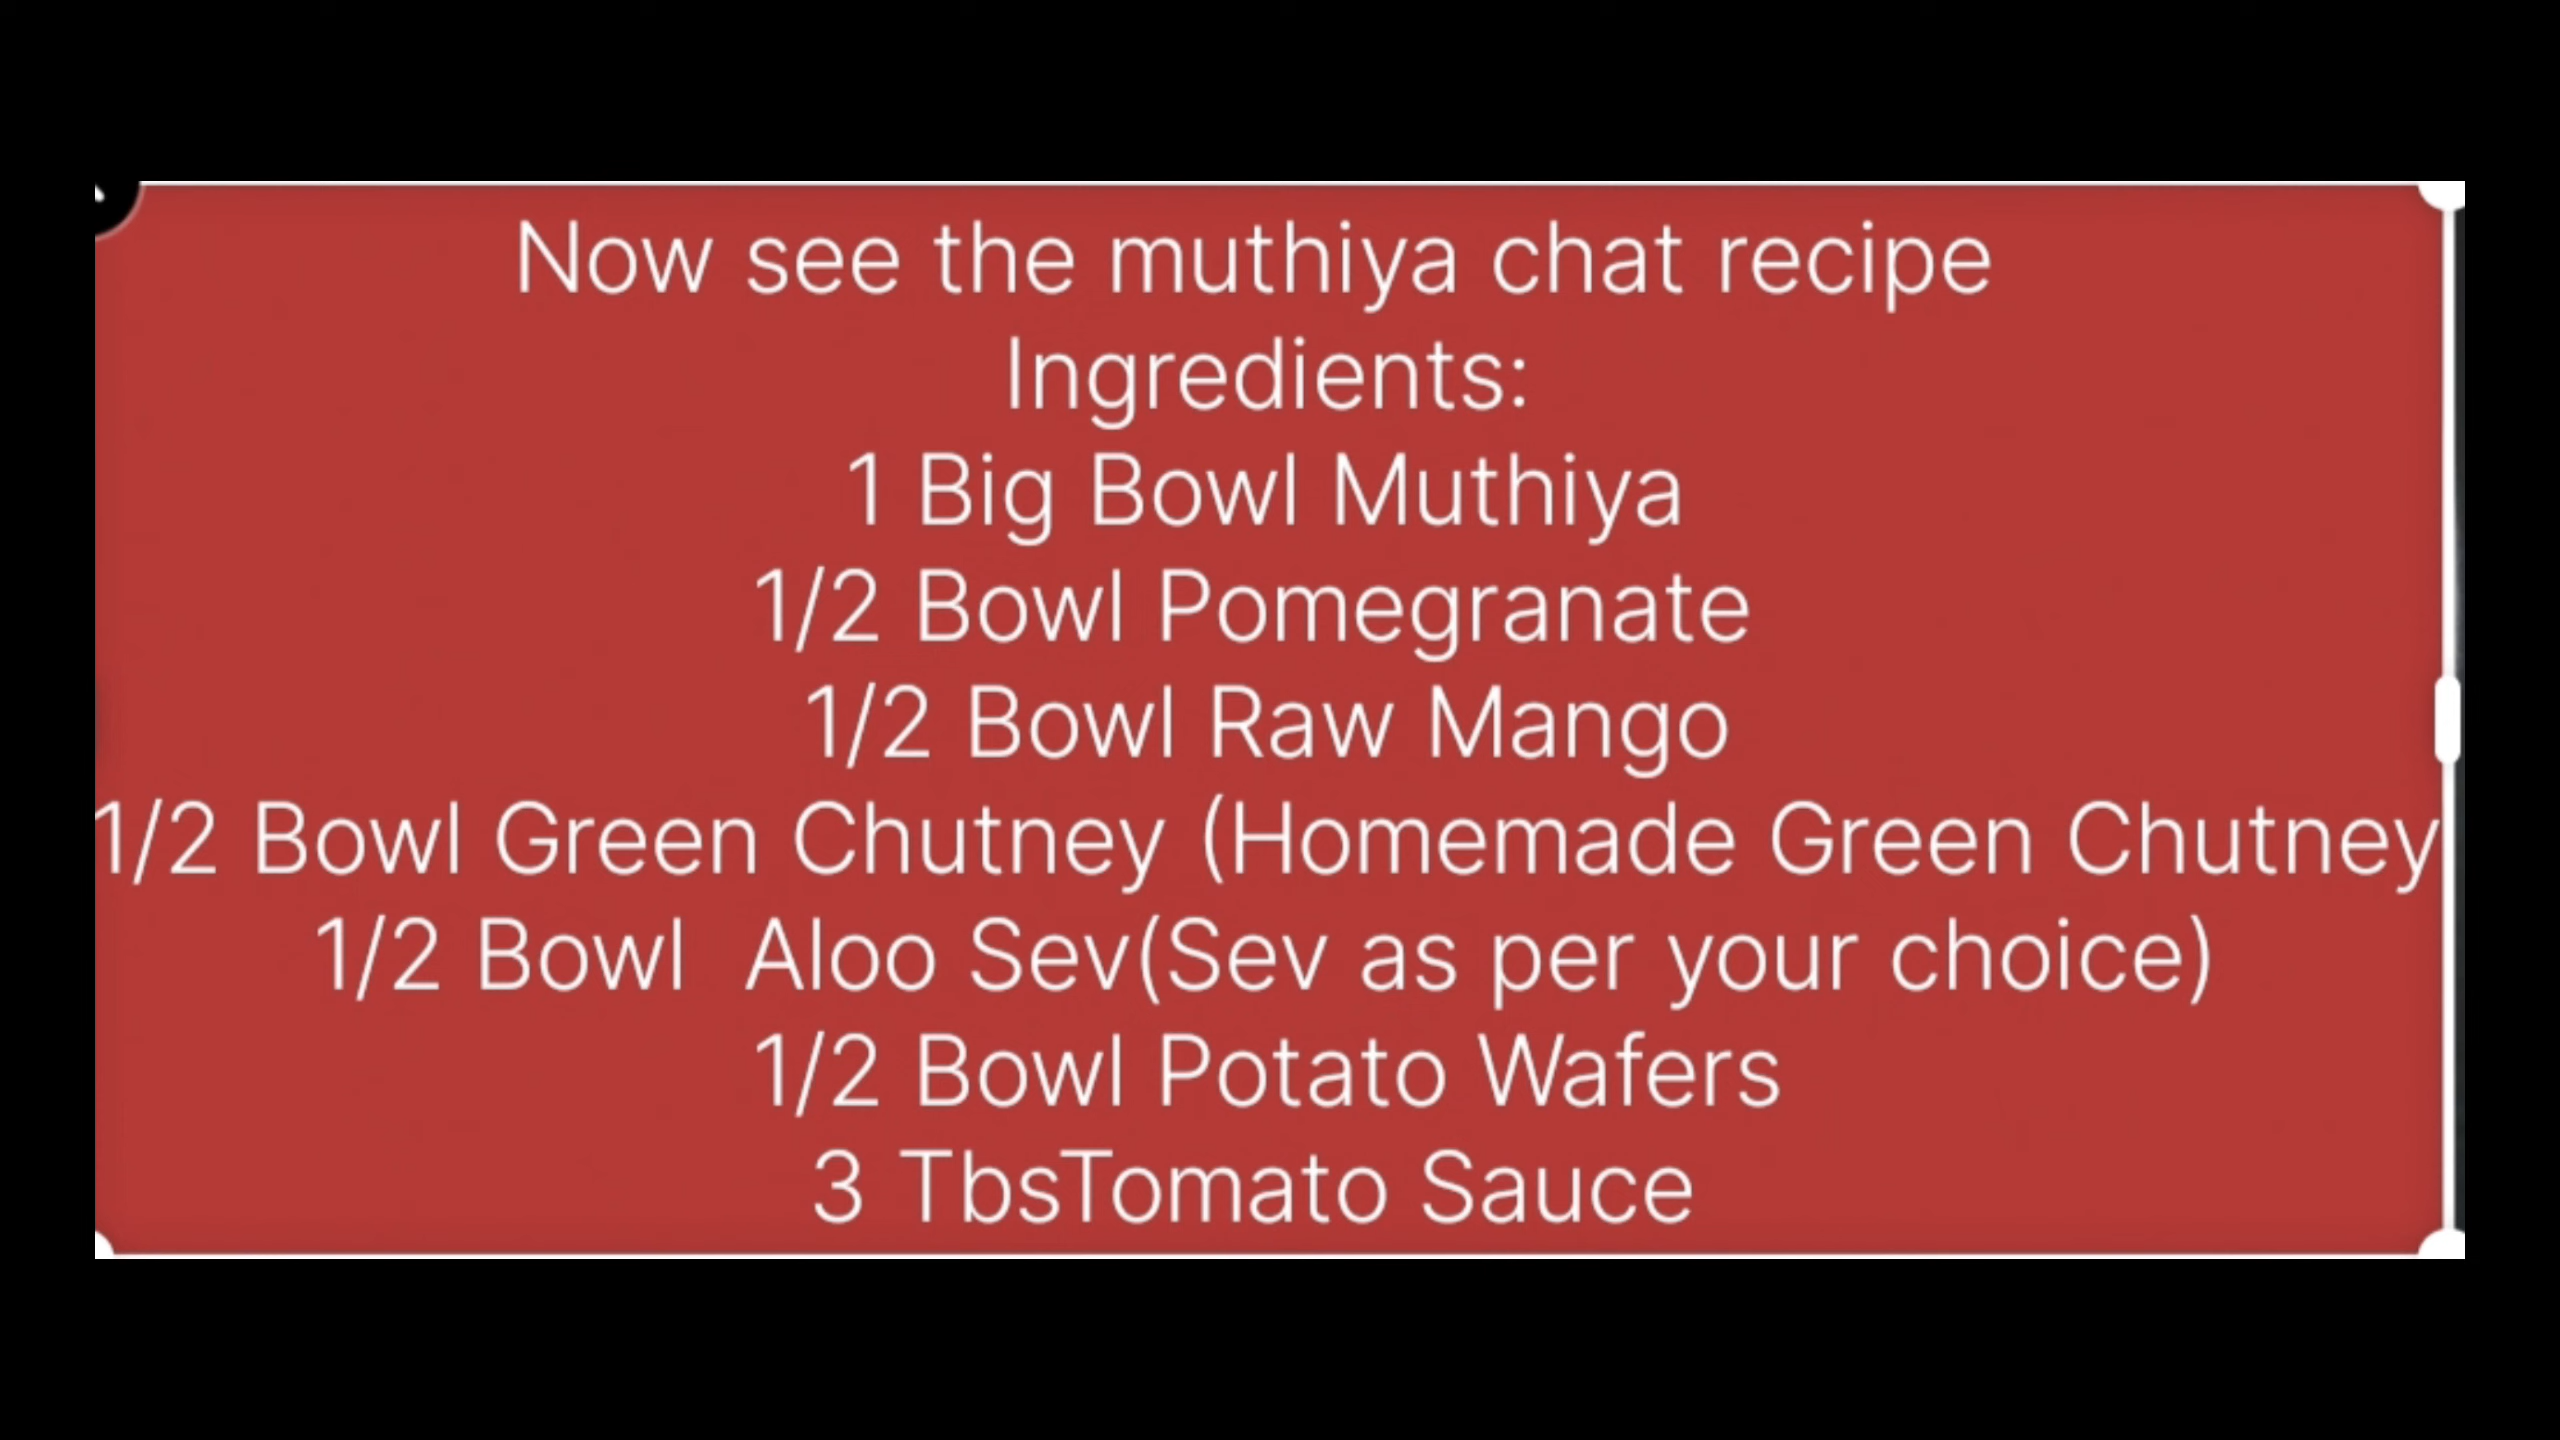 Now see the muthiya chat recipe
Ingredients:
1 Big Bowl Muthiya
1/2 Bowl Pomegranate
1/2 Bowl Raw Mango
1/2 Bowl Green Chutney (Homemade Green Chutney
1/2 Bowl  Aloo Sev(Sev as per your choice)
1/2 Bowl Potato Wafers
3 TbsTomato Sauce